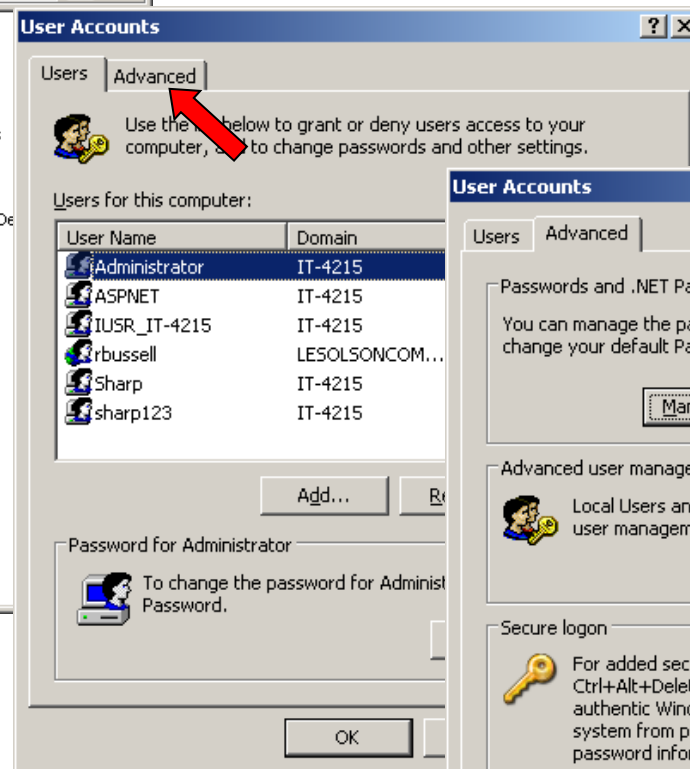 User Accounts
Users
Advanced
Use the below to grant or deny users access to your
computer, to change passwords and other settings.
Users for this computer:
User Name Domain
Administrator IT-4215
ASPNET IT-4215
IUSR_IT-4215 IT-4215
rbussell LESOLSONCOM...
Sharp IT-4215
sharp123 IT-4215
Add...
Password for Administrator
To change the password for Administ
Password.
OK
User Accounts
Users
Advanced
Passwords and .NET Pa
You can manage the pa
change your default Pa
Man
Advanced user manage
Local Users an
user managem
Secure logon
For added sec
Ctrl+Alt+Delet
authentic Wind
system from p
password infor